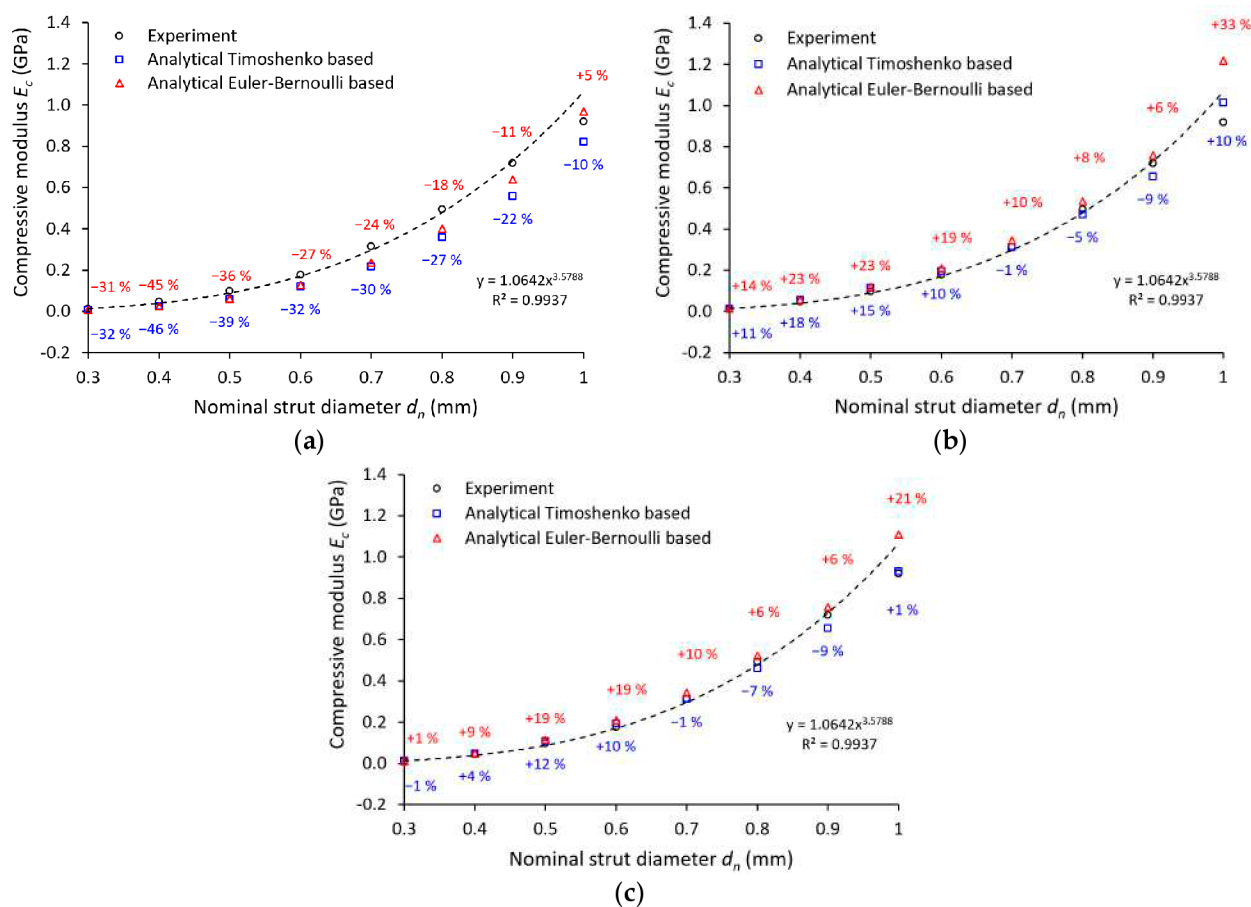 1.4
1.2
1.0
0.8
0.6
0.4
0.2
0.0
-0.2
Compressive modulus Ec (GPa)
Experiment
Analytical Timoshenko based
Analytical Euler-Bernoulli based
+5 %
−11 %
−18 %
−24 %
−27 %
−36 %
−45 %
−31 %
−10 %
−22 %
−27 %
−30 %
−32 %
−39 %
−46 %
−32 %
y = 1.0642x^3.5788
R² = 0.9937
0.3 0.4 0.5 0.6 0.7 0.8 0.9 1
Nominal strut diameter dn (mm)
(a)
1.4
1.2
1.0
0.8
0.6
0.4
0.2
0.0
-0.2
Compressive modulus Ec (GPa)
Experiment
Analytical Timoshenko based
Analytical Euler-Bernoulli based
+33 %
+6 %
+8 %
+10 %
+19 %
+23 %
+23 %
+14 %
+10 %
−9 %
−5 %
−1 %
+10 %
+15 %
+18 %
+11 %
y = 1.0642x^3.5788
R² = 0.9937
0.3 0.4 0.5 0.6 0.7 0.8 0.9 1
Nominal strut diameter dn (mm)
(b)
1.4
1.2
1.0
0.8
0.6
0.4
0.2
0.0
-0.2
Compressive modulus Ec (GPa)
Experiment
Analytical Timoshenko based
Analytical Euler-Bernoulli based
+21 %
+6 %
+6 %
+10 %
+19 %
+19 %
+9 %
+1 %
+1 %
−9 %
−7 %
−1 %
+10 %
+12 %
+4 %
−1 %
y = 1.0642x^3.5788
R² = 0.9937
0.3 0.4 0.5 0.6 0.7 0.8 0.9 1
Nominal strut diameter dn (mm)
(c)